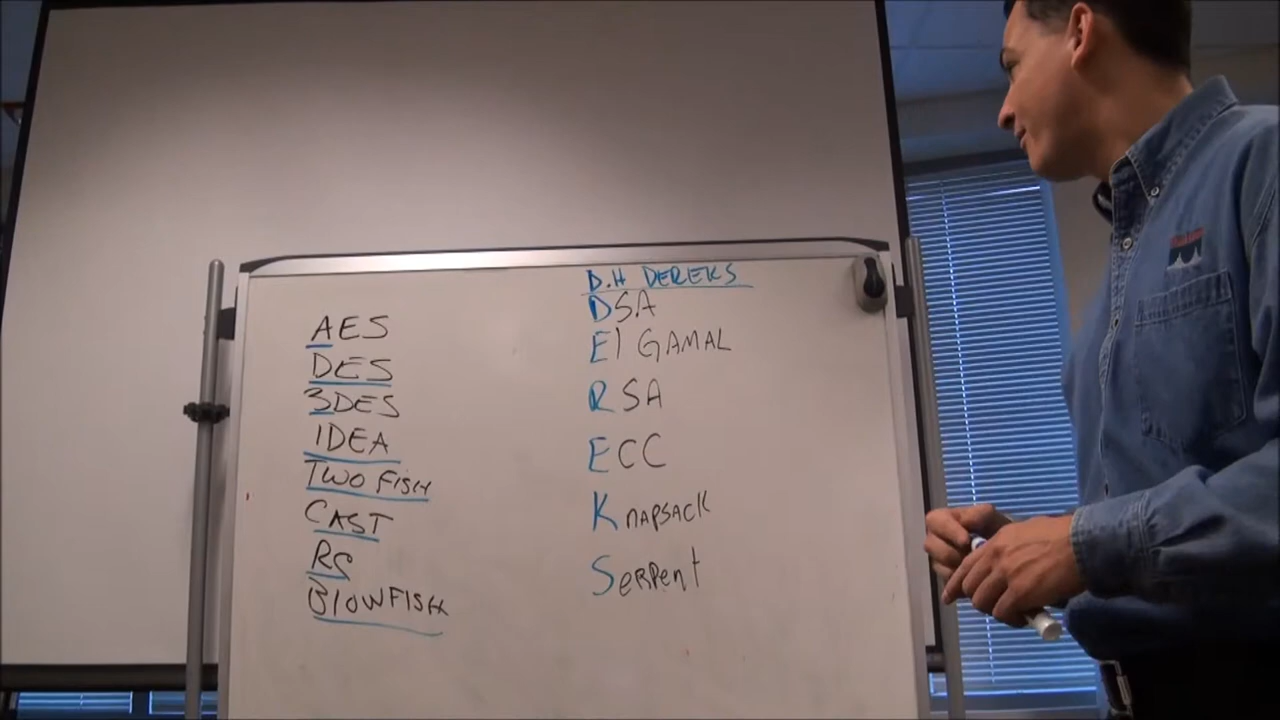 AES
DES
3DES
IDEA
TWO FISH
CAST
RS
BlOWFISH
D.H DEREKS
DSA
El GAMAL
RSA
ECC
KNAPSACK
SERPENT